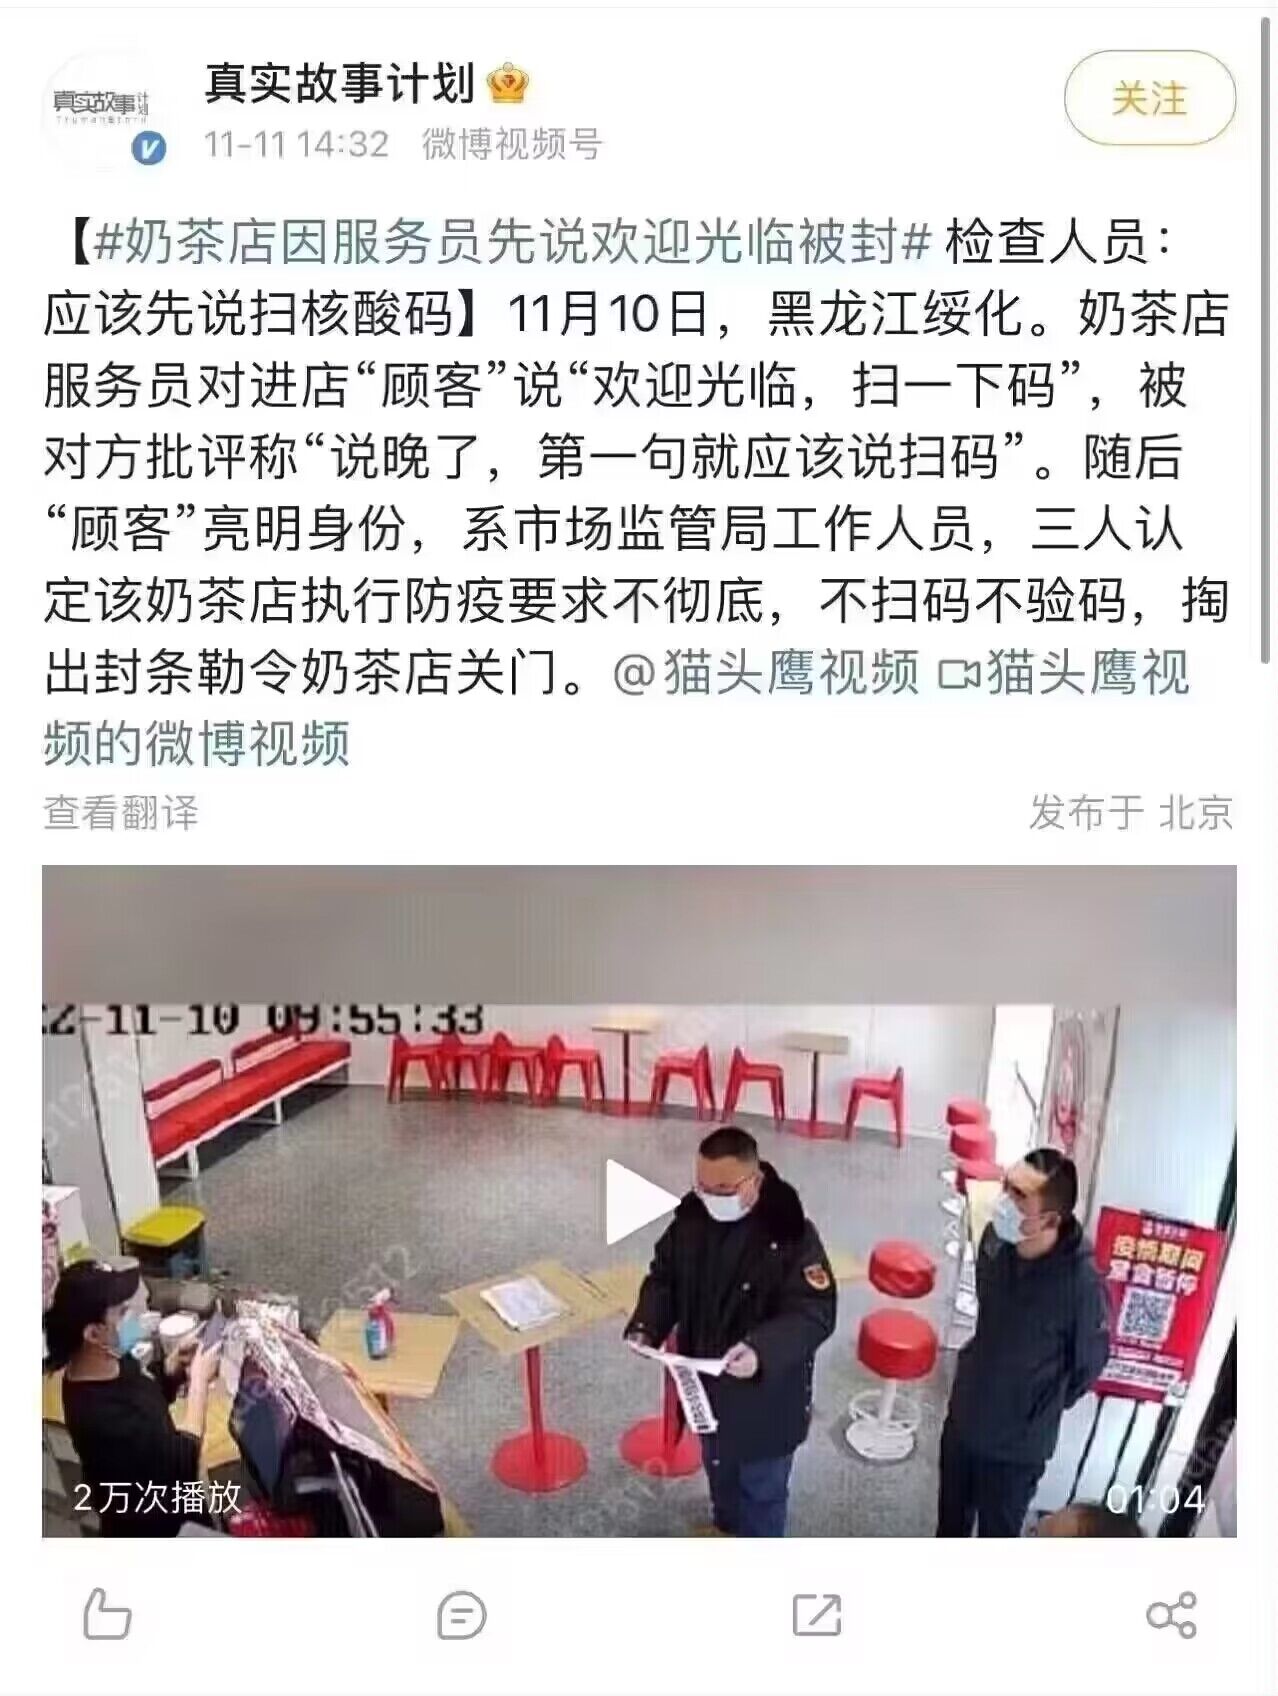 真实故事计划
真实故事计划
11-11 14:32 微博视频号
关注
【#奶茶店因服务员先说欢迎光临被封# 检查人员：
应该先说扫核酸码】11月10日，黑龙江绥化。奶茶店
服务员对进店“顾客”说“欢迎光临，扫一下码”，被
对方批评称“说晚了，第一句就应该说扫码”。随后
“顾客”亮明身份，系市场监管局工作人员，三人认
定该奶茶店执行防疫要求不彻底，不扫码不验码，掏
出封条勒令奶茶店关门。@猫头鹰视频 猫头鹰视
频的微博视频
查看翻译 发布于 北京
-11-10 09:55:33
疫情期间
堂食暂停
2万次播放 01:04